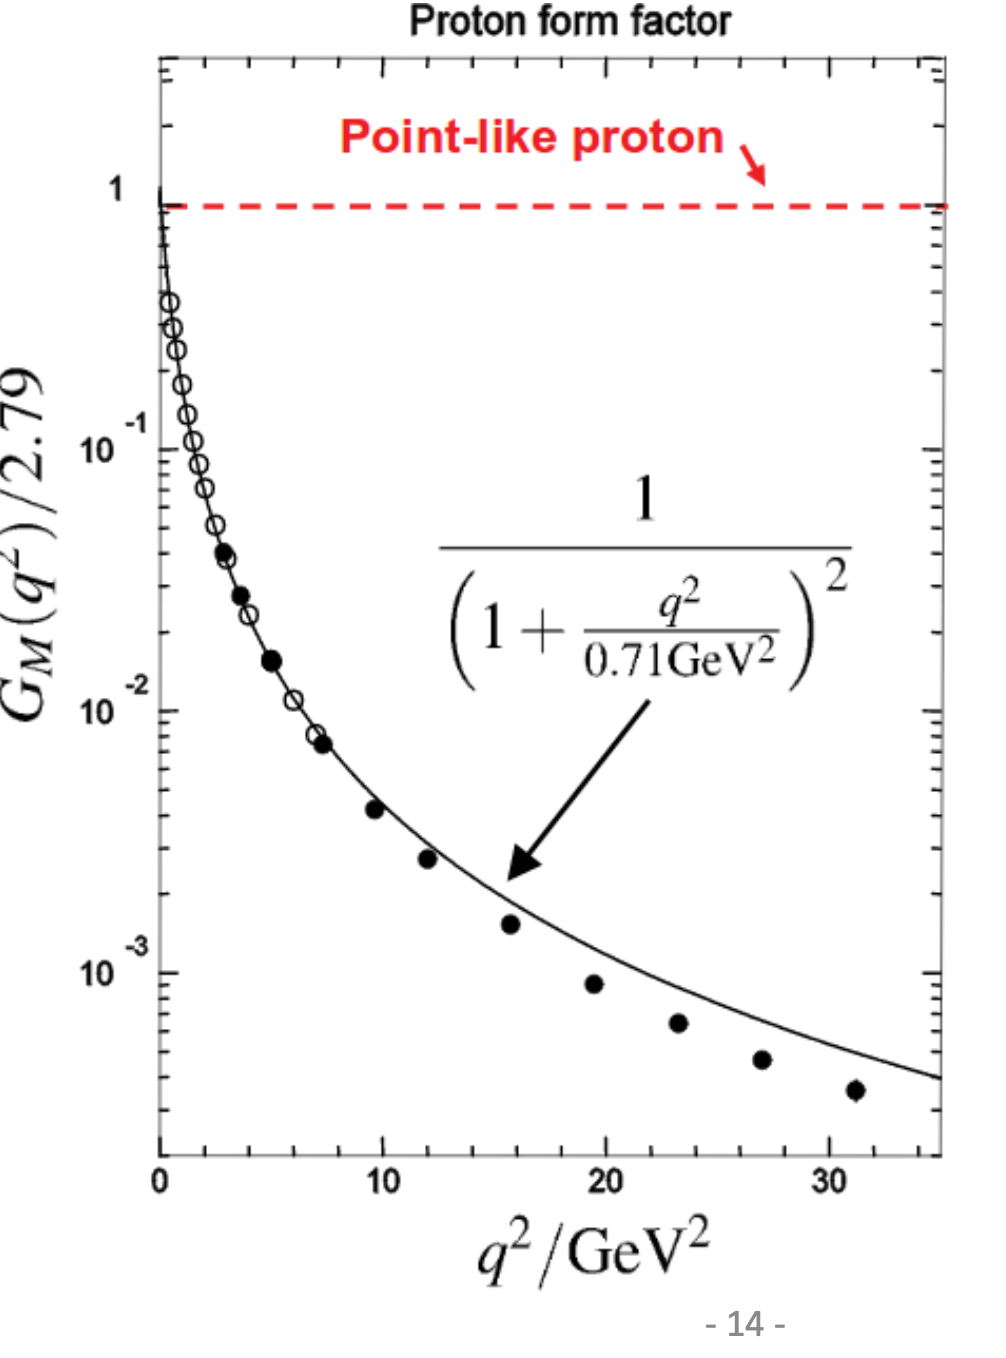 Proton form factor
Point-like proton
1
10 -1
10 -2
10 -3
G_M(q²)/2.79
1
(1 + q²/0.71GeV²)²
0 10 20 30
q²/GeV²
- 14 -